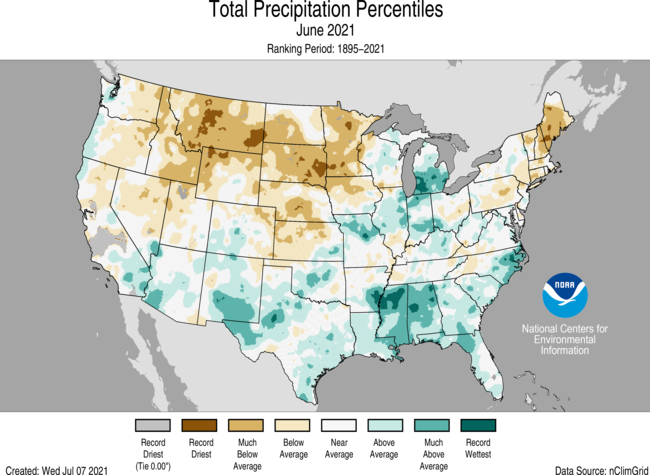 Total Precipitation Percentiles
June 2021
Ranking Period: 1895–2021
NOAA
National Centers for
Environmental
Information
Record
Driest
(Tie 0.00")
Record
Driest
Much
Below
Average
Below
Average
Near
Average
Above
Average
Much
Above
Average
Record
Wettest
Created: Wed Jul 07 2021
Data Source: nClimGrid